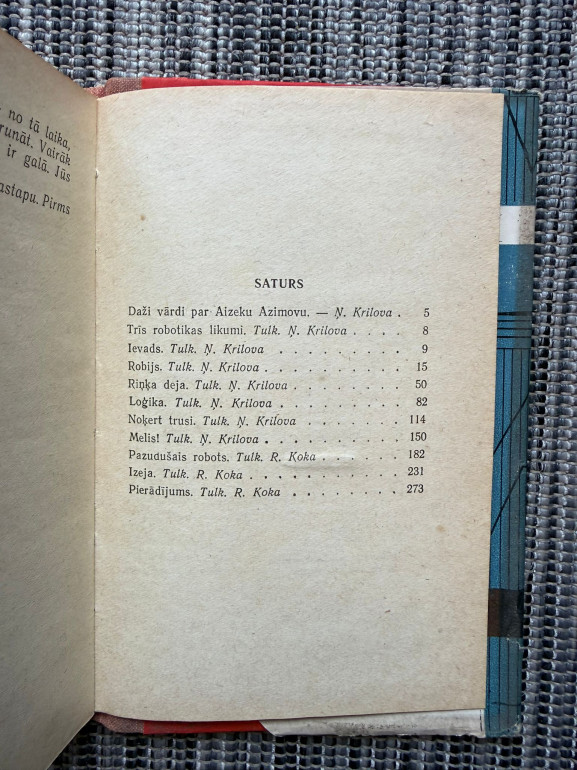 no tā laika,
runāt. Vairāk
ir galā. Jūs
Pirms
SATURS
Daži vārdi par Aizeku Azimovu. — Ņ. Krilova . 5
Trīs robotikas likumi. Tulk. Ņ. Krilova . . . . 8
Ievads. Tulk. Ņ. Krilova . . . . . . . . . 9
Robijs. Tulk. Ņ. Krilova . . . . . . . . . 15
Riņķa deja. Tulk. Ņ. Krilova . . . . . . . 50
Loģika. Tulk. Ņ. Krilova . . . . . . . . 82
Noķert trusi. Tulk. Ņ. Krilova . . . . . . 114
Melis! Tulk. Ņ. Krilova . . . . . . . . . 150
Pazudušais robots. Tulk. R. Koka . . . . . 182
Izeja. Tulk. R. Koka . . . . . . . . . . 231
Pierādījums. Tulk. R. Koka . . . . . . . 273